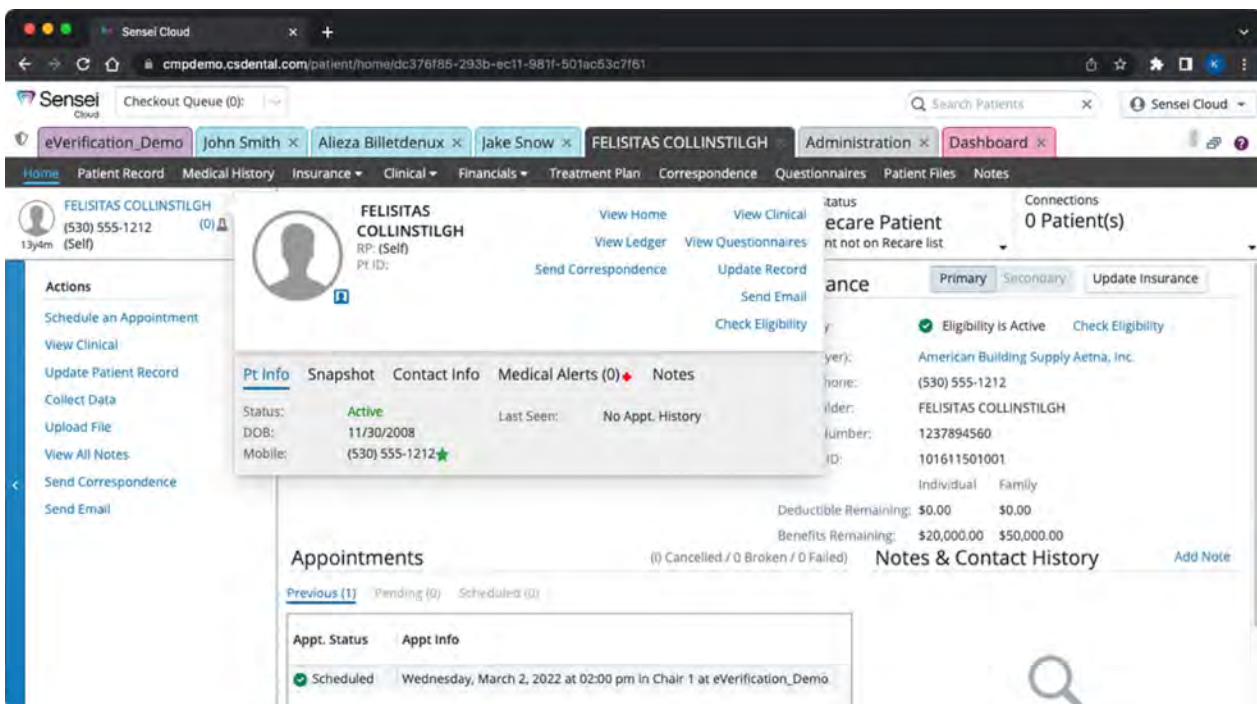 Sensei Cloud
cmpdemo.csdental.com/patient/home/dc376f85-293b-ec11-981f-501ac53c7f61
Sensei Cloud Checkout Queue (0): Search Patients Sensei Cloud
eVerification_Demo John Smith Alieza Billetdenux Jake Snow FELISITAS COLLINSTILGH Administration Dashboard
Home Patient Record Medical History Insurance Clinical Financials Treatment Plan Correspondence Questionnaires Patient Files Notes
FELISITAS COLLINSTILGH
(530) 555-1212 (0)
13y4m (Self)
FELISITAS COLLINSTILGH
RP: (Self)
Pt ID:
View Home View Clinical
View Ledger View Questionnaires
Send Correspondence Update Record
Send Email
Check Eligibility
tatus
ecare Patient
nt not on Recare list
Connections
0 Patient(s)
Actions
Schedule an Appointment
View Clinical
Update Patient Record
Collect Data
Upload File
View All Notes
Send Correspondence
Send Email
Pt Info Snapshot Contact Info Medical Alerts (0) Notes
Status: Active Last Seen: No Appt. History
DOB: 11/30/2008
Mobile: (530) 555-1212
ance Primary Secondary Update Insurance
y Eligibility is Active Check Eligibility
yer): American Building Supply Aetna, Inc.
hone: (530) 555-1212
lder: FELISITAS COLLINSTILGH
umber: 1237894560
ID: 101611501001
Individual Family
Deductible Remaining: $0.00 $0.00
Benefits Remaining: $20,000.00 $50,000.00
Appointments (0 Cancelled / 0 Broken / 0 Failed) Notes & Contact History Add Note
Previous (1) Pending (0) Scheduled (0)
Appt. Status Appt Info
Scheduled Wednesday, March 2, 2022 at 02:00 pm in Chair 1 at eVerification_Demo